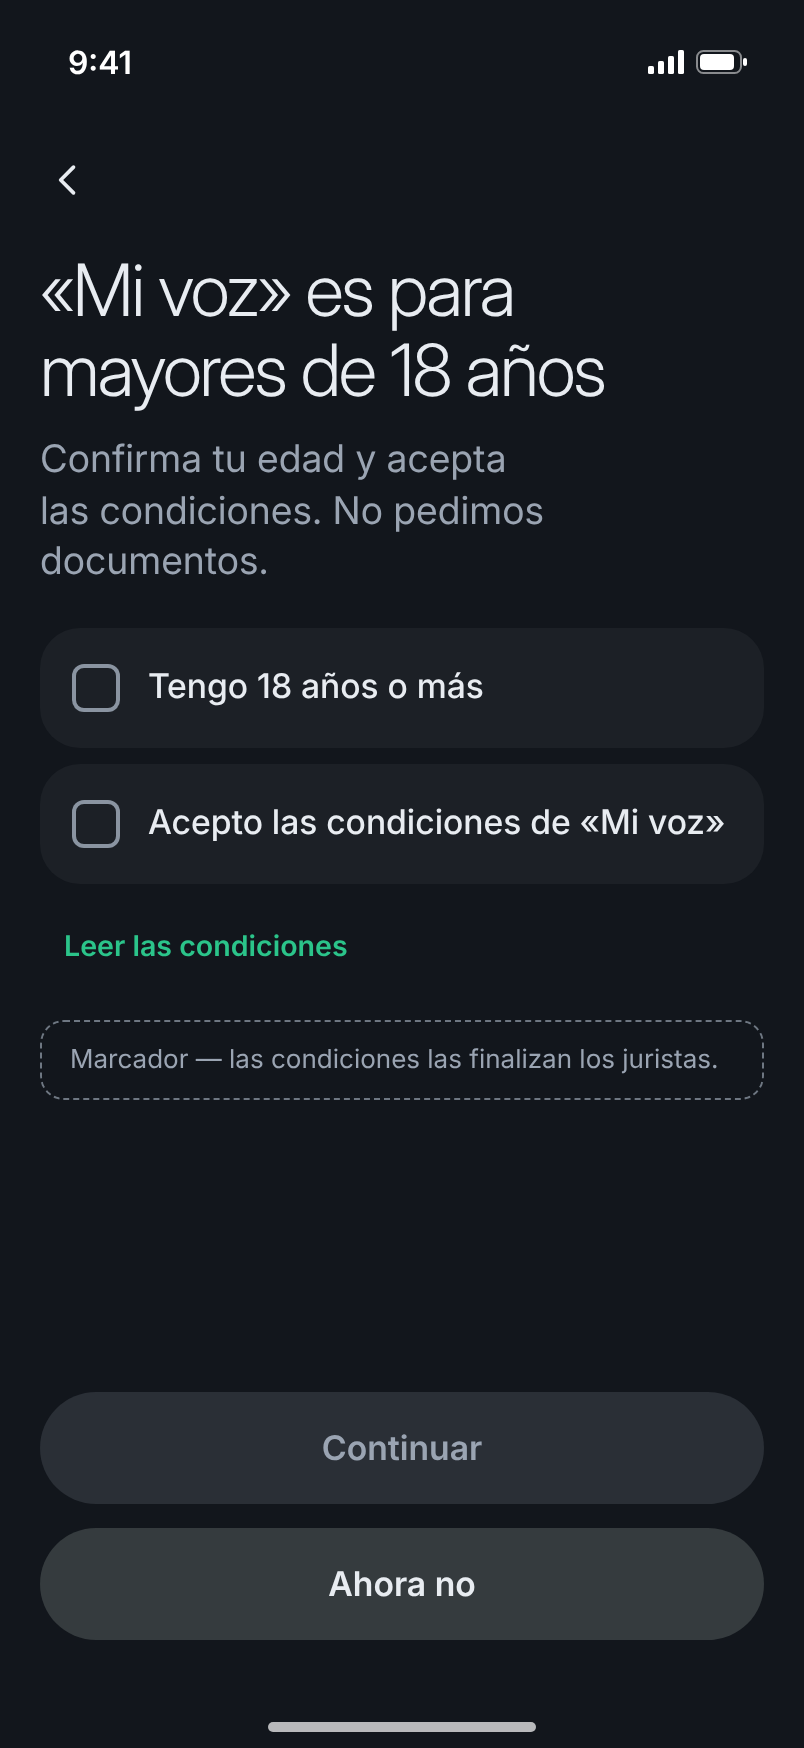 9:41
«Mi voz» es para
mayores de 18 años
Confirma tu edad y acepta
las condiciones. No pedimos
documentos.
Tengo 18 años o más
Acepto las condiciones de «Mi voz»
Leer las condiciones
Marcador — las condiciones las finalizan los juristas.
Continuar
Ahora no